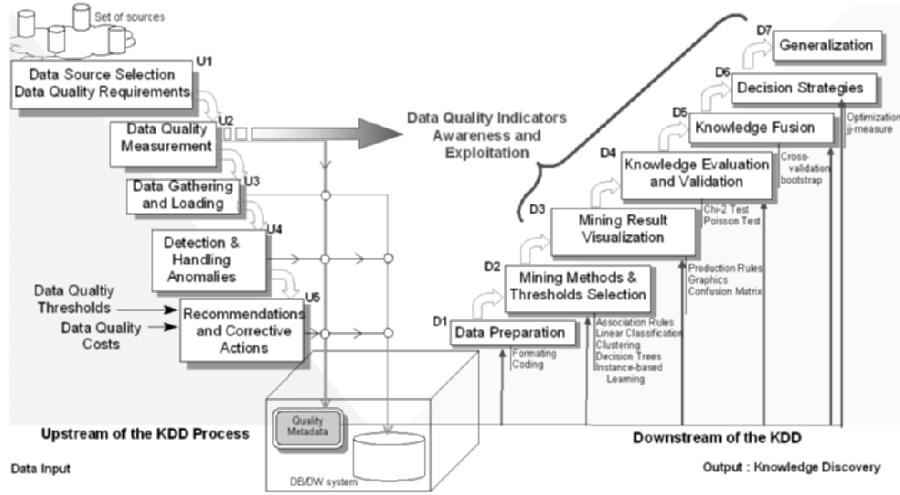 Set of sources
U1
Data Source Selection
Data Quality Requirements
U2
Data Quality
Measurement
U3
Data Gathering
and Loading
U4
Detection &
Handling
Anomalies
U5
Recommendations
and Corrective
Actions
Data Qualtiy
Thresholds
Data Quality
Costs
Data Quality Indicators
Awareness and
Exploitation
D7
Generalization
D6
Decision Strategies
Optimization
D5
Knowledge Fusion
Cross-
validation
bootstrap
D4
Knowledge Evaluation
and Validation
Chi-2 Test
Poisson Test
D3
Mining Result
Visualization
Production Rules
Graphics
Confusion Matrix
D2
Mining Methods &
Thresholds Selection
Association Rules
Linear Classification
Clustering
Decision Trees
Instance-based
Learning
D1
Data Preparation
Formating
Coding
Quality
Metadata
DB/DW system
Upstream of the KDD Process
Downstream of the KDD
Data Input
Output : Knowledge Discovery